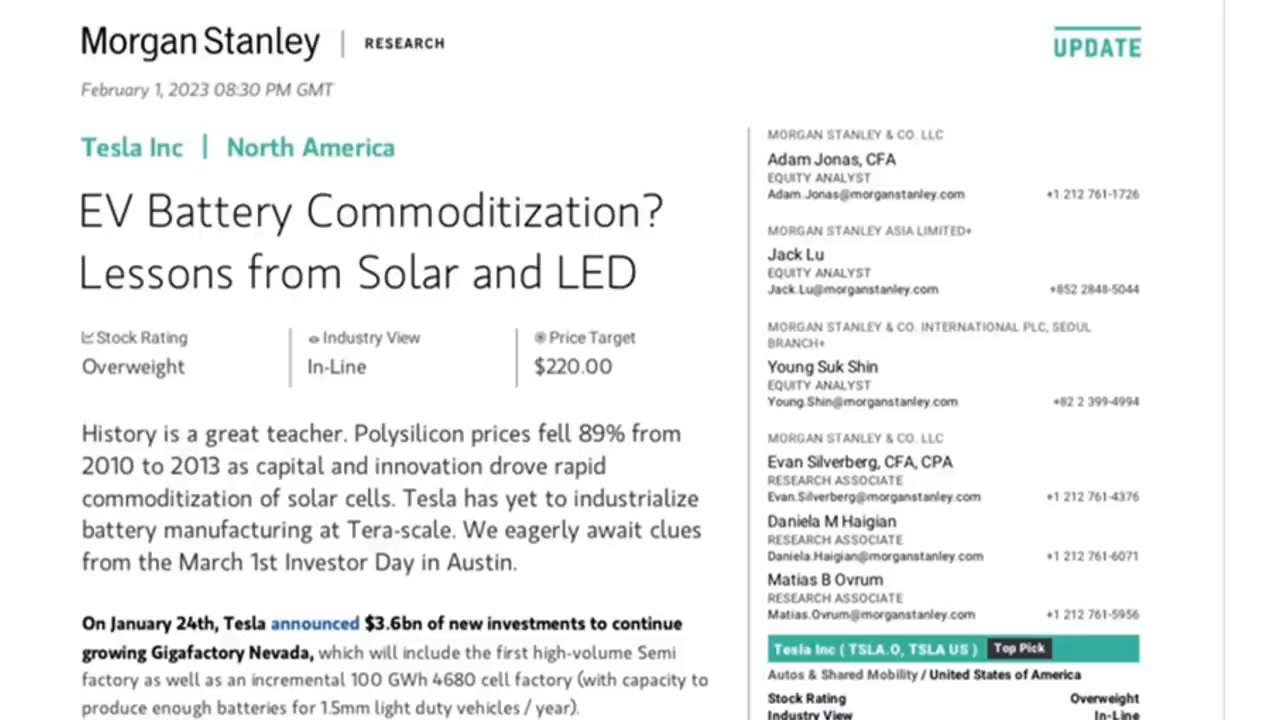 Morgan Stanley | RESEARCH
UPDATE
February 1, 2023 08:30 PM GMT
Tesla Inc | North America
EV Battery Commoditization?
Lessons from Solar and LED
Stock Rating
Overweight
Industry View
In-Line
Price Target
$220.00
History is a great teacher. Polysilicon prices fell 89% from
2010 to 2013 as capital and innovation drove rapid
commoditization of solar cells. Tesla has yet to industrialize
battery manufacturing at Tera-scale. We eagerly await clues
from the March 1st Investor Day in Austin.
On January 24th, Tesla announced $3.6bn of new investments to continue
growing Gigafactory Nevada, which will include the first high-volume Semi
factory as well as an incremental 100 GWh 4680 cell factory (with capacity to
produce enough batteries for 1.5mm light duty vehicles / year).
MORGAN STANLEY & CO. LLC
Adam Jonas, CFA
EQUITY ANALYST
Adam.Jonas@morganstanley.com +1 212 761-1726
MORGAN STANLEY ASIA LIMITED+
Jack Lu
EQUITY ANALYST
Jack.Lu@morganstanley.com +852 2848-5044
MORGAN STANLEY & CO. INTERNATIONAL PLC, SEOUL
BRANCH+
Young Suk Shin
EQUITY ANALYST
Young.Shin@morganstanley.com +82 2 399-4994
MORGAN STANLEY & CO. LLC
Evan Silverberg, CFA, CPA
RESEARCH ASSOCIATE
Evan.Silverberg@morganstanley.com +1 212 761-4376
Daniela M Haigian
RESEARCH ASSOCIATE
Daniela.Haigian@morganstanley.com +1 212 761-6071
Matias B Ovrum
RESEARCH ASSOCIATE
Matias.Ovrum@morganstanley.com +1 212 761-5956
Tesla Inc ( TSLA.O, TSLA US ) Top Pick
Autos & Shared Mobility / United States of America
Stock Rating Overweight
Industry View In-Line